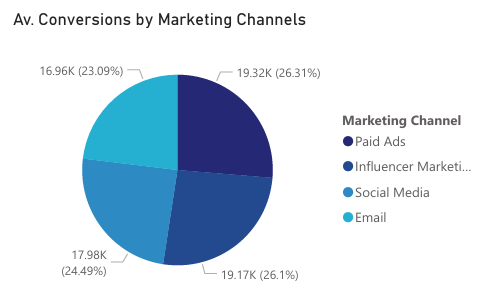 Av. Conversions by Marketing Channels
16.96K (23.09%)
19.32K (26.31%)
Marketing Channel
Paid Ads
Influencer Marketi...
Social Media
Email
17.98K
(24.49%)
19.17K (26.1%)